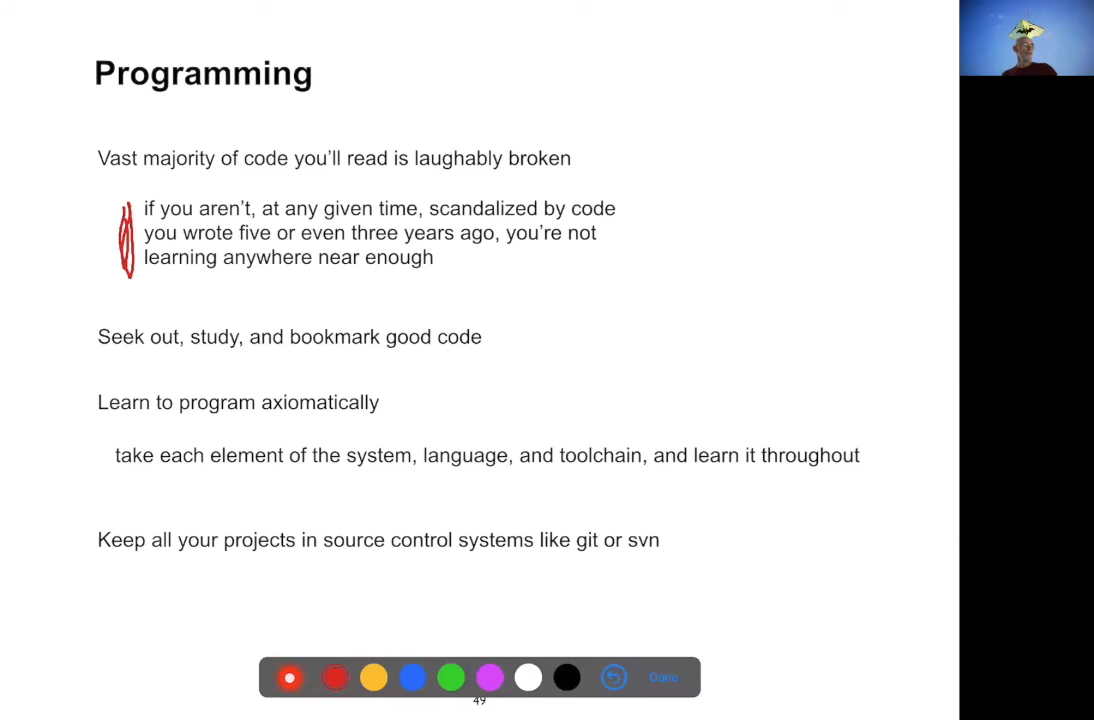 Programming
Vast majority of code you'll read is laughably broken
if you aren't, at any given time, scandalized by code
you wrote five or even three years ago, you're not
learning anywhere near enough
Seek out, study, and bookmark good code
Learn to program axiomatically
take each element of the system, language, and toolchain, and learn it throughout
Keep all your projects in source control systems like git or svn
Done
49